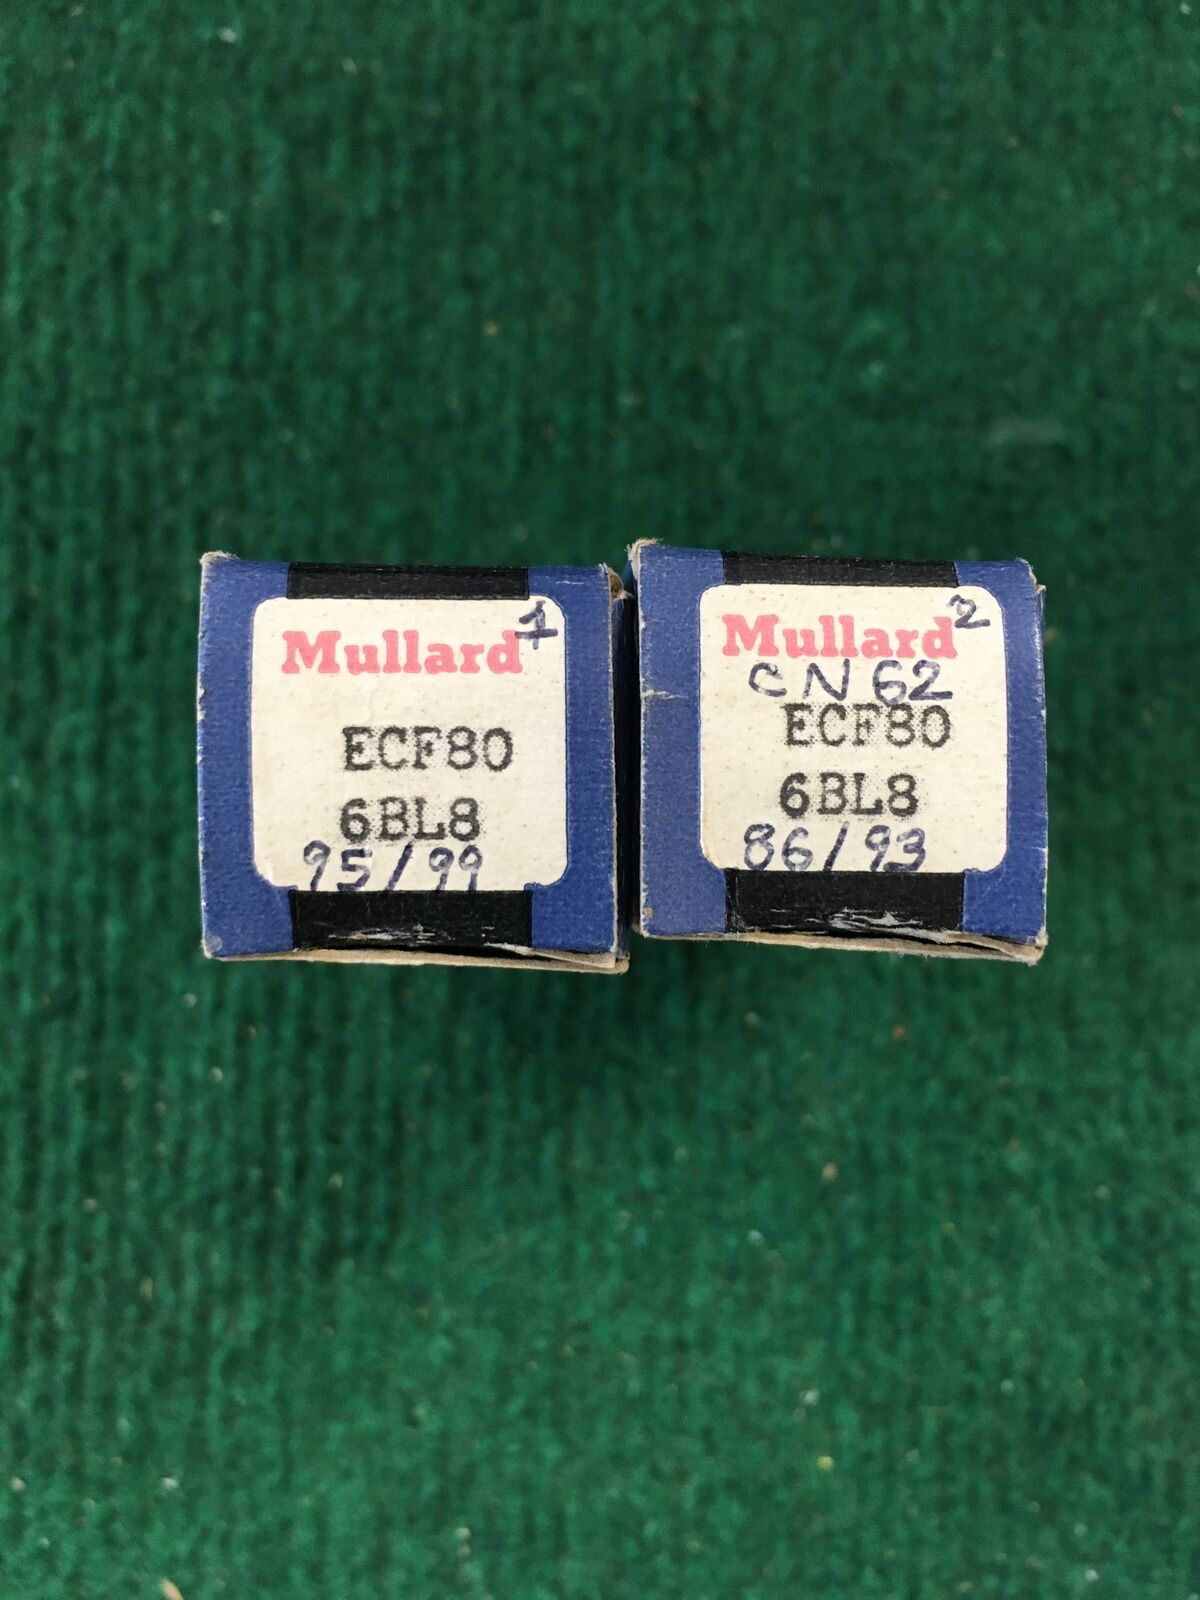 Mullard 1
ECF80
6BL8
95/99
Mullard 2
CN62
ECF80
6BL8
86/93